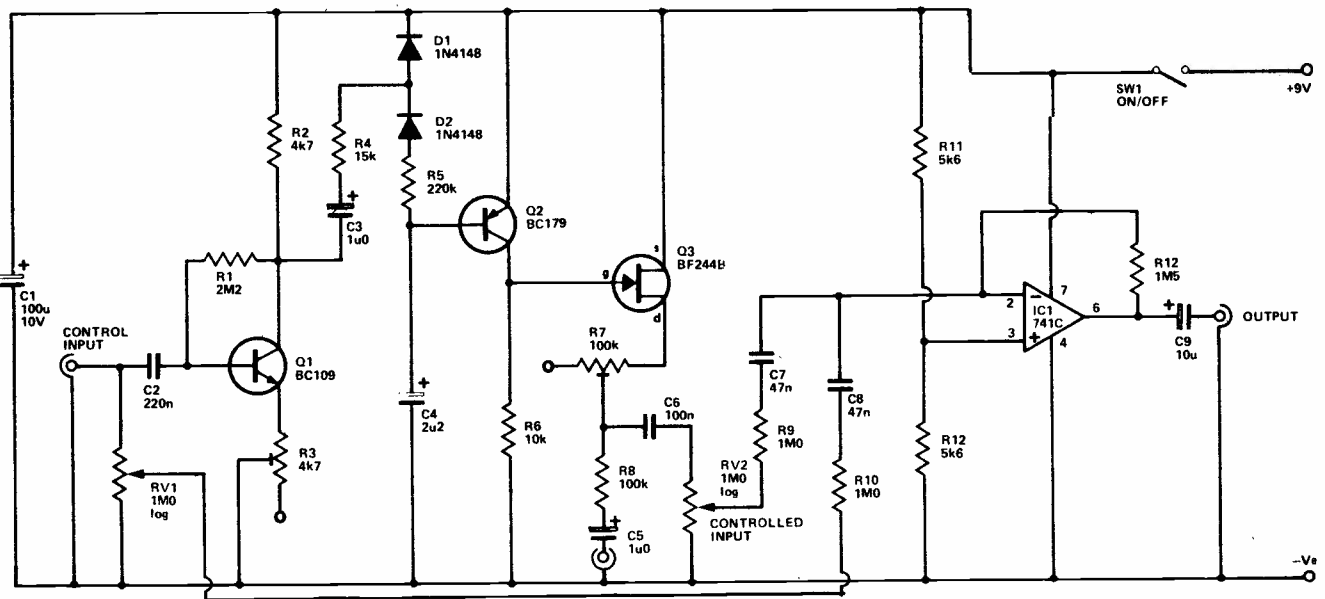 D1
1N4148
D2
1N4148
SW1
ON/OFF
+9V
R2
4k7
R4
15k
R5
220k
R11
5k6
C3
1u0
Q2
BC179
Q3
BF244B
s
g
d
R1
2M2
C1
100u
10V
CONTROL
INPUT
C2
220n
Q1
BC109
R7
100k
R12
1M5
2
3
7
6
4
IC1
741C
C9
10u
OUTPUT
C4
2u2
R6
10k
C6
100n
C7
47n
C8
47n
R3
4k7
RV1
1M0
log
R8
100k
RV2
1M0
log
R9
1M0
R10
1M0
R12
5k6
CONTROLLED
INPUT
C5
1u0
–Ve